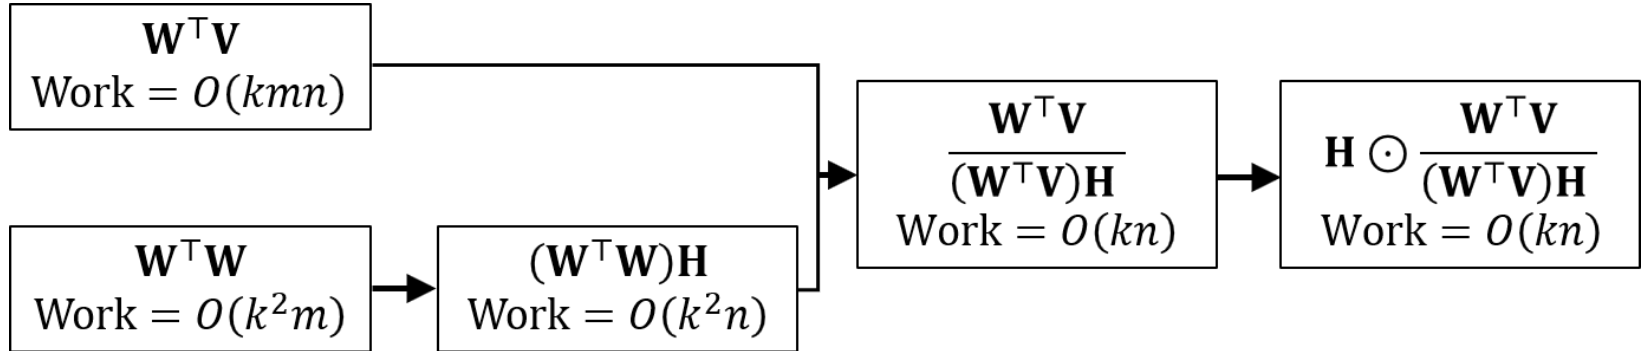 W⊤V
Work = O(kmn)
W⊤W
Work = O(k²m)
(W⊤W)H
Work = O(k²n)
W⊤V
(W⊤V)H
Work = O(kn)
H ⊙ W⊤V
(W⊤V)H
Work = O(kn)